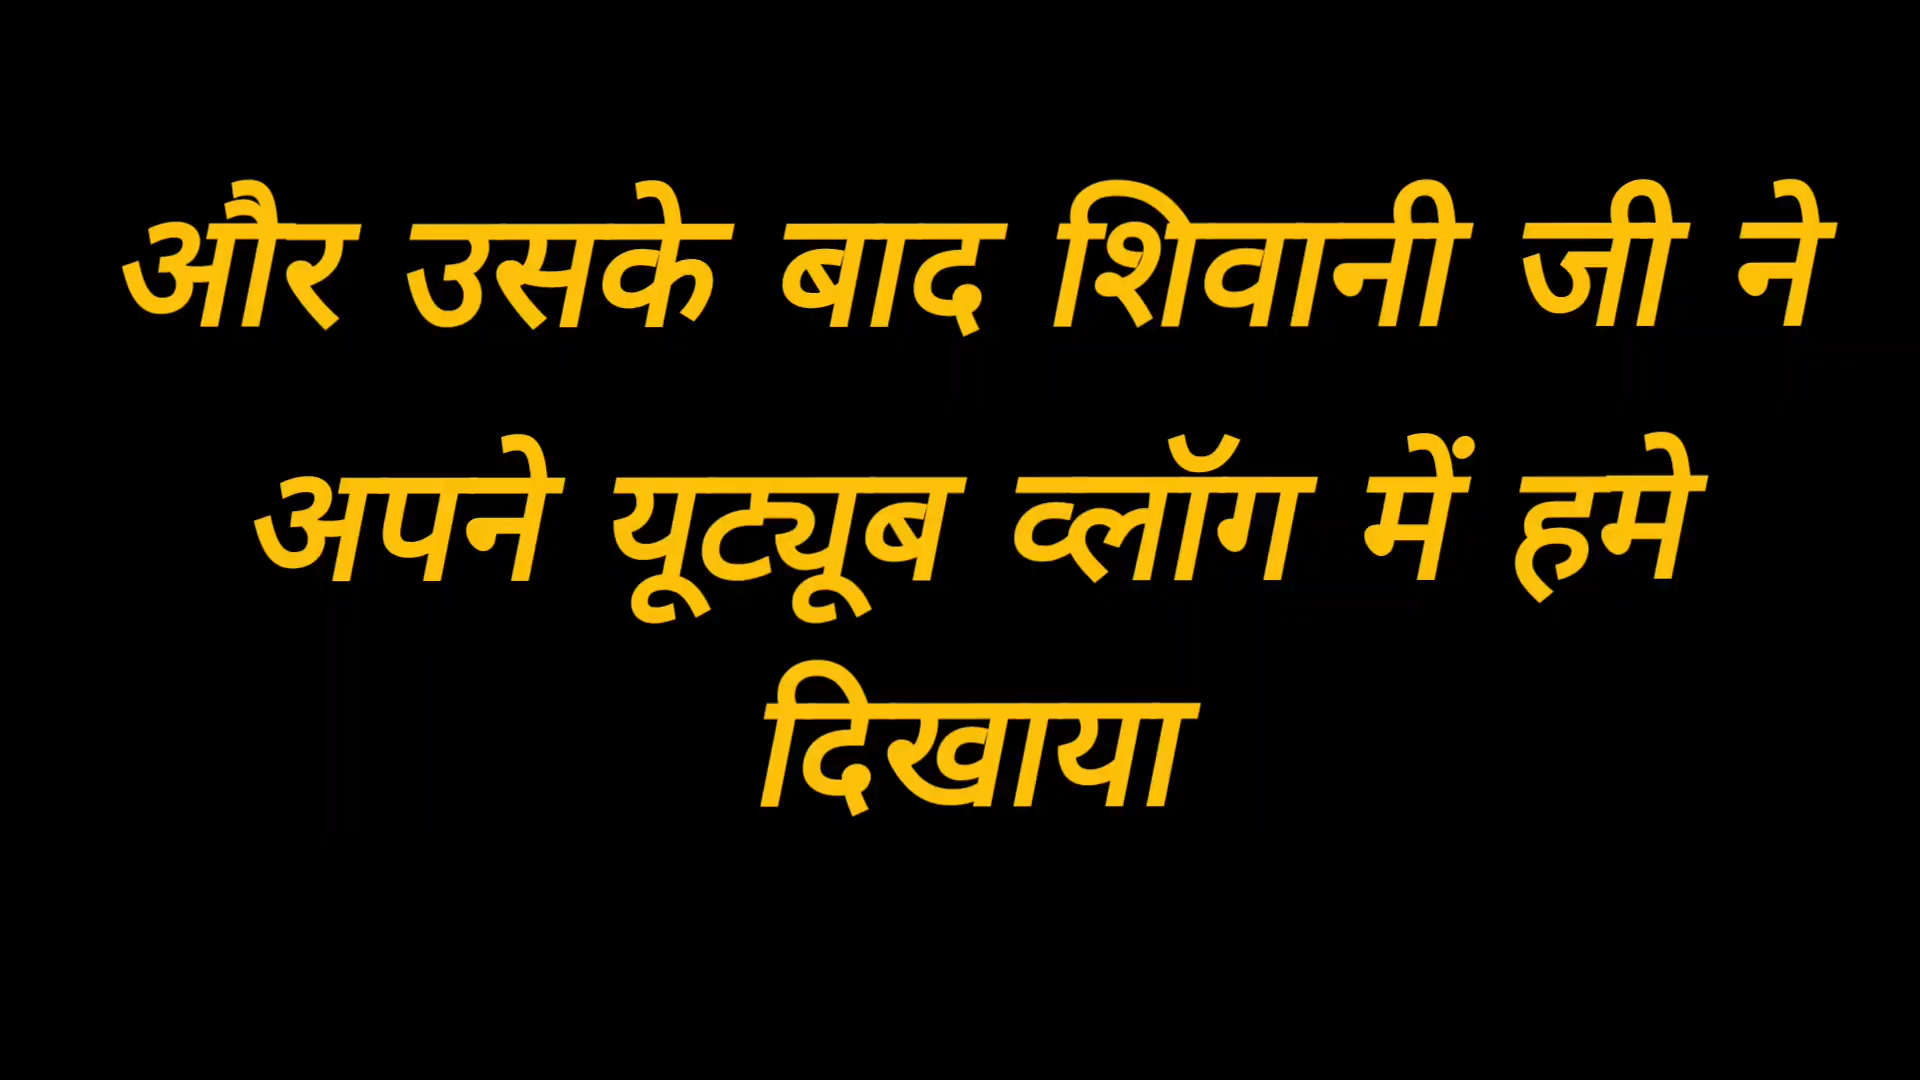 और उसके बाद शिवानी जी ने
अपने यूट्यूब व्लॉग में हमे
दिखाया